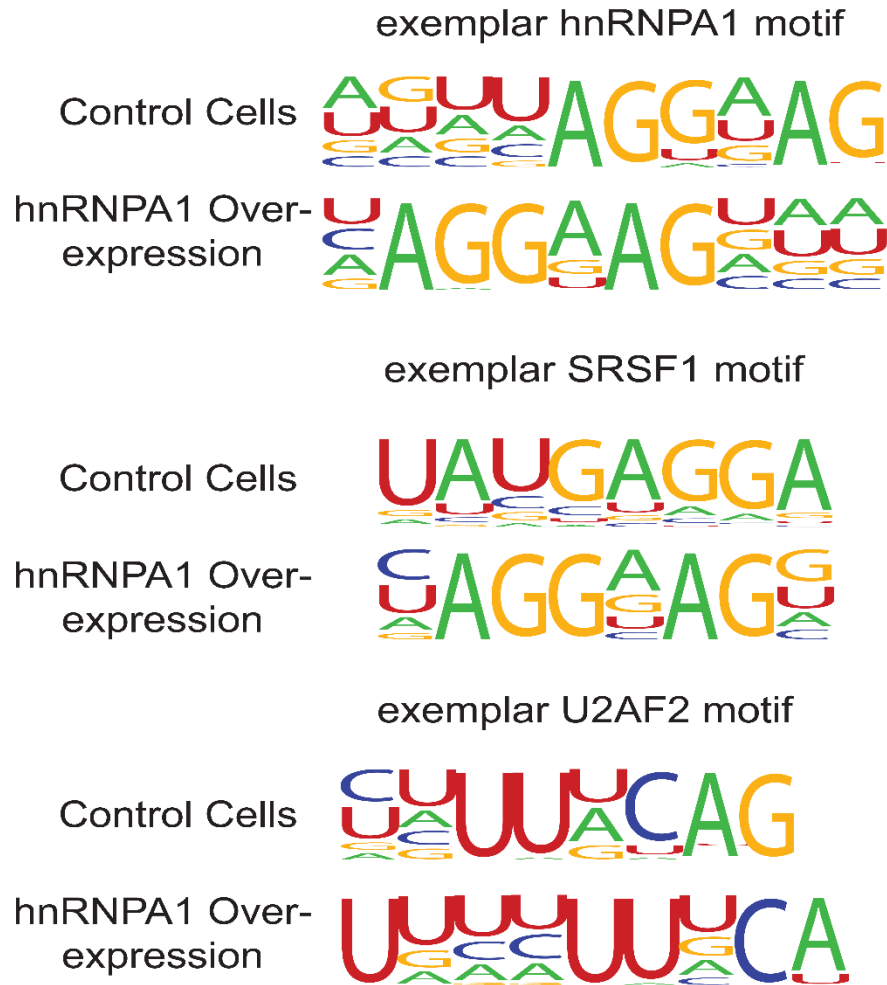 exemplar hnRNPA1 motif
Control Cells
hnRNPA1 Over-
expression
exemplar SRSF1 motif
Control Cells
hnRNPA1 Over-
expression
exemplar U2AF2 motif
Control Cells
hnRNPA1 Over-
expression